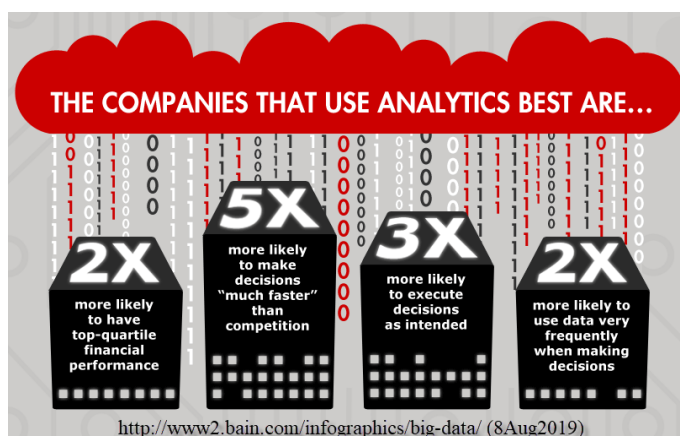 THE COMPANIES THAT USE ANALYTICS BEST ARE...
2X
more likely
to have
top-quartile
financial
performance
5X
more likely
to make
decisions
"much faster"
than
competition
3X
more likely
to execute
decisions
as intended
2X
more likely to
use data very
frequently
when making
decisions
http://www2.bain.com/infographics/big-data/ (8Aug2019)